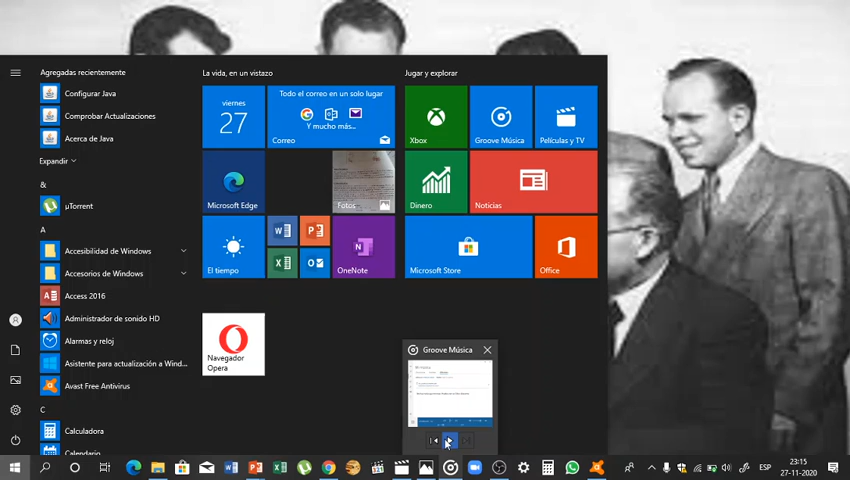 Agregadas recientemente
Configurar Java
Comprobar Actualizaciones
Acerca de Java
Expandir
&
µTorrent
A
Accesibilidad de Windows
Accesorios de Windows
Access 2016
Administrador de sonido HD
Alarmas y reloj
Asistente para actualización a Wind...
Avast Free Antivirus
C
Calculadora
Calendario
La vida, en un vistazo
viernes
27
Todo el correo en un solo lugar
Y mucho más...
Correo
Microsoft Edge
Fotos
El tiempo
OneNote
Navegador
Opera
Jugar y explorar
Xbox
Groove Música
Películas y TV
Dinero
Noticias
Microsoft Store
Office
Groove Música
ESP
23:15
27-11-2020